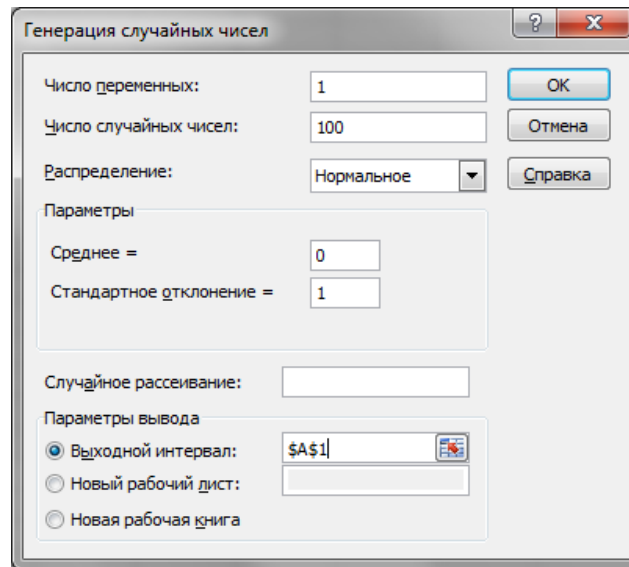 Генерация случайных чисел
Число переменных: 1 OK
Число случайных чисел: 100 Отмена
Распределение: Нормальное Справка
Параметры
Среднее = 0
Стандартное отклонение = 1
Случайное рассеивание:
Параметры вывода
Выходной интервал: $A$1
Новый рабочий лист:
Новая рабочая книга